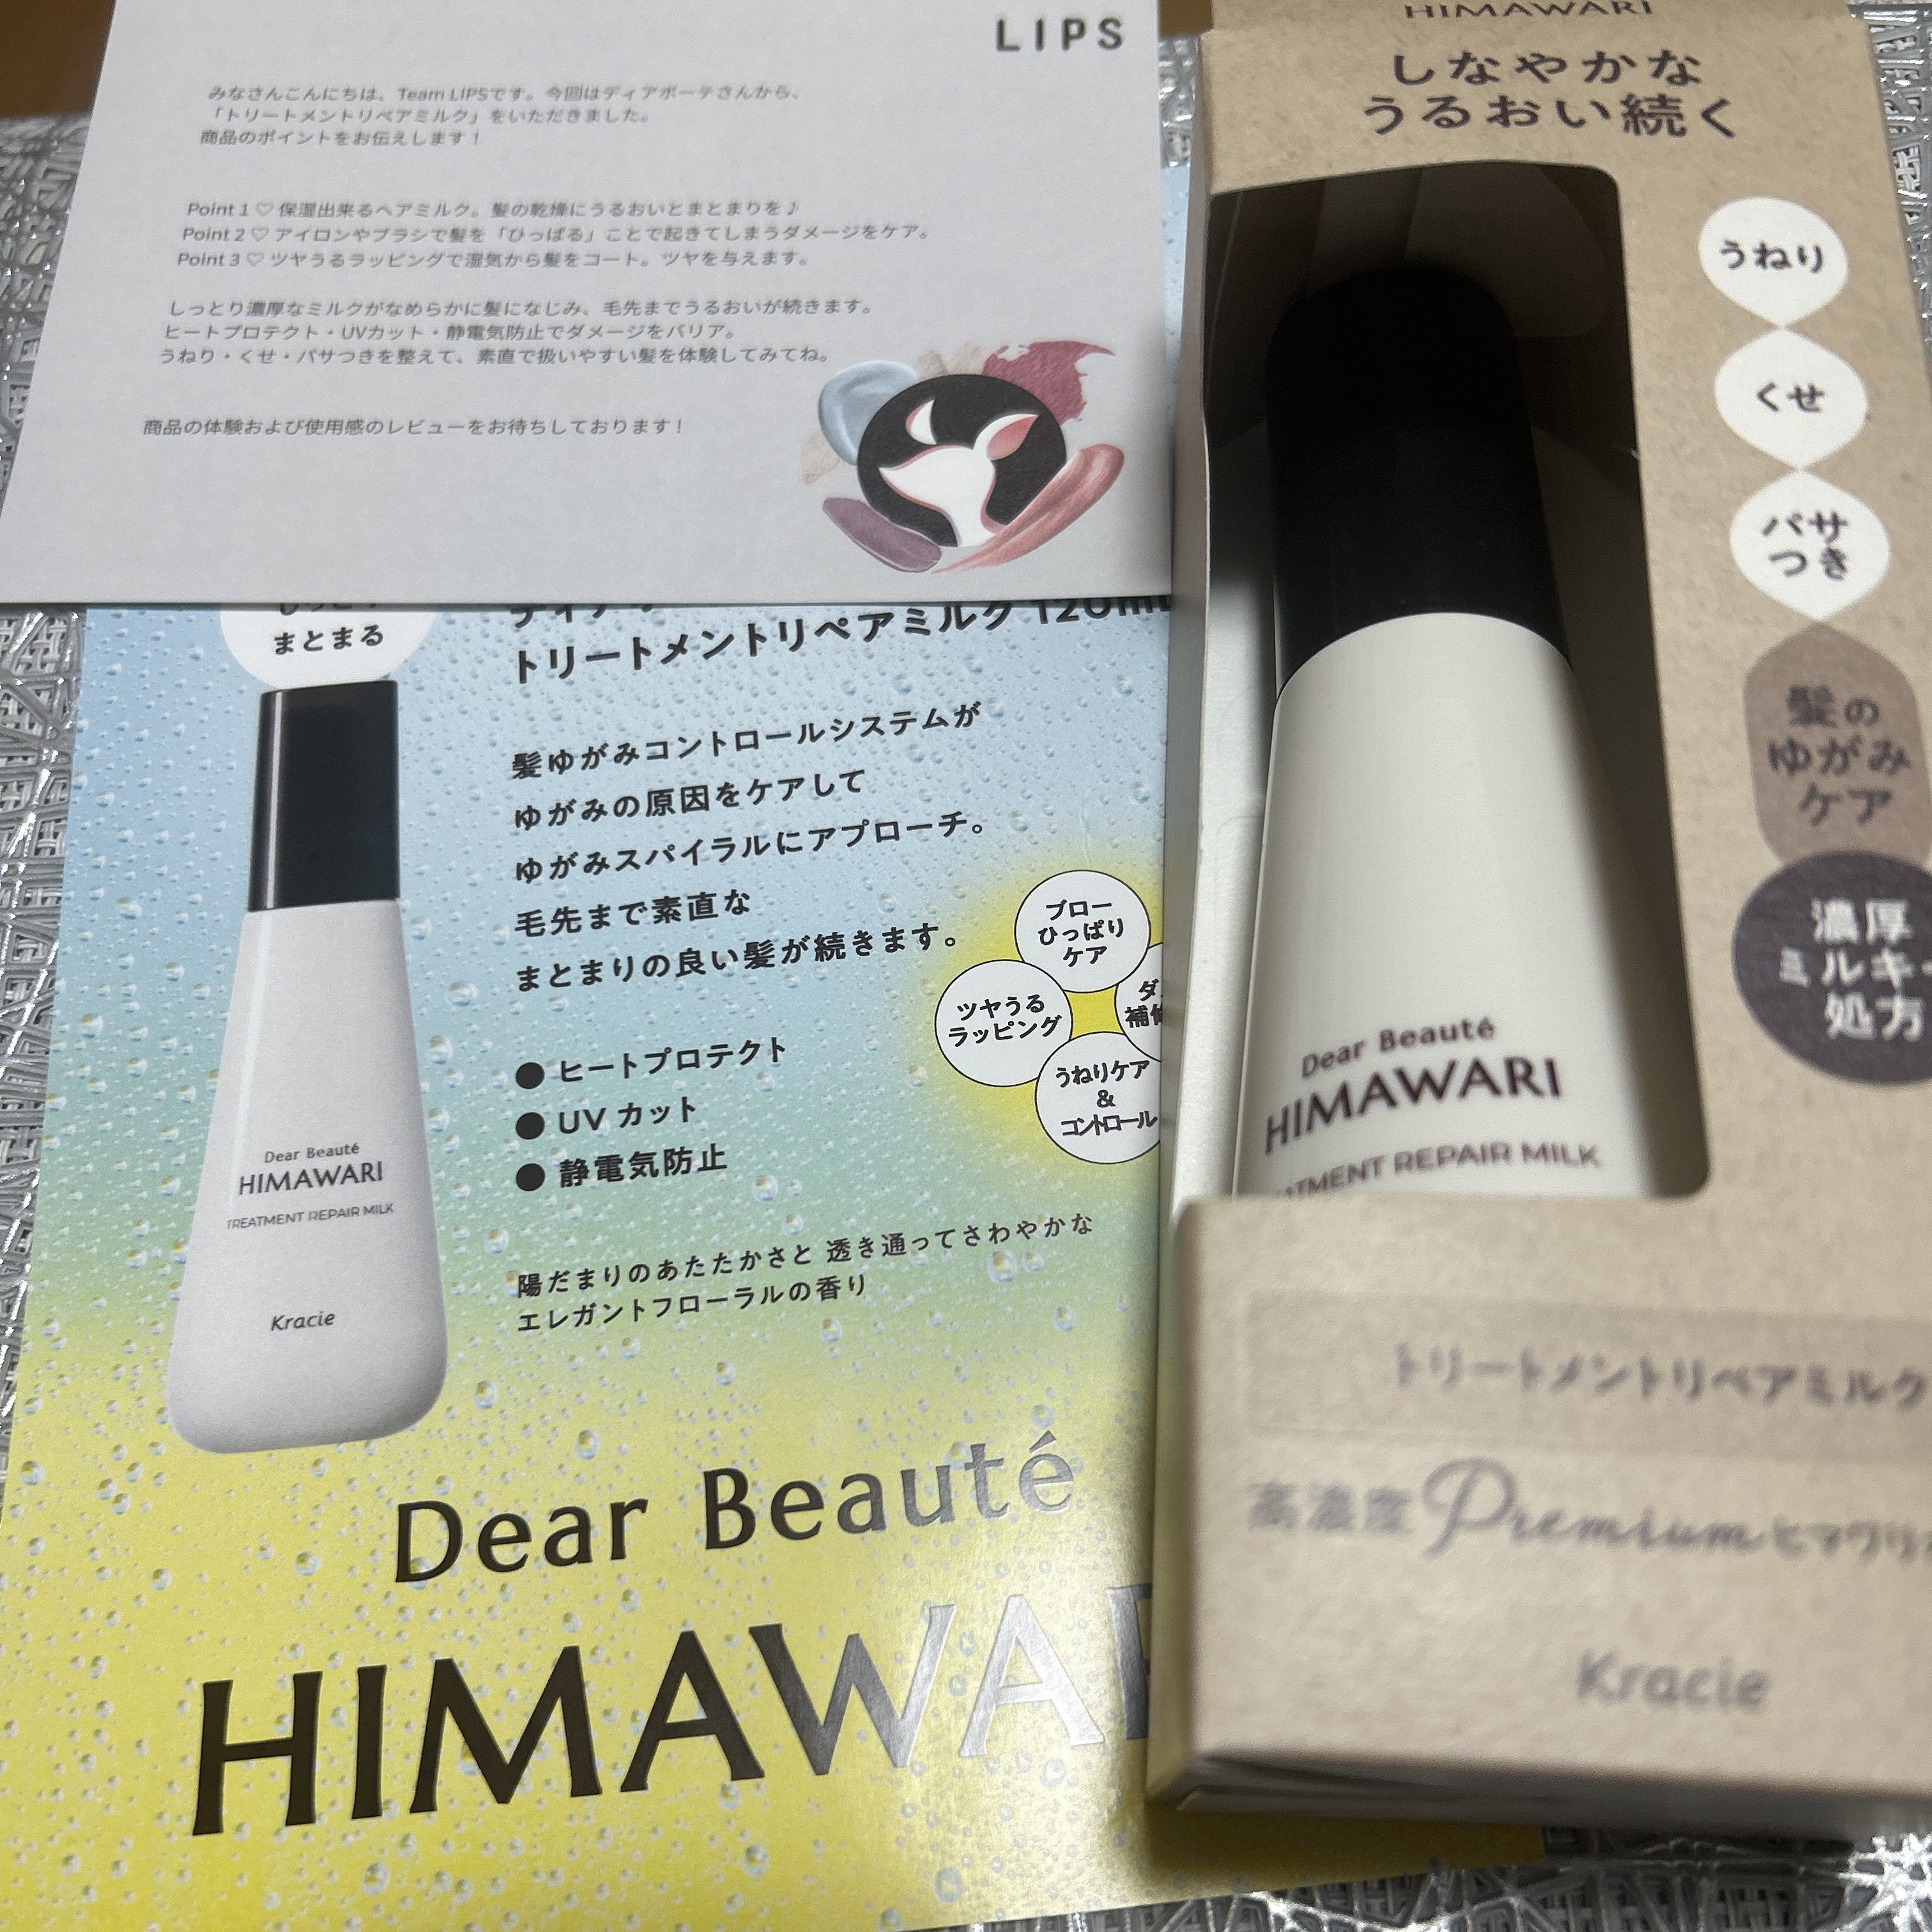 LIPS
みなさんこんにちは、Team LIPSです。今回はディアボーテさんから、
「トリートメントリペアミルク」をいただきました。
商品のポイントをお伝えします！
Point 1 ♡ 保湿出来るヘアミルク。髪の乾燥にうるおいとまとまりを♪
Point 2 ♡ アイロンやブラシで髪を「ひっぱる」ことで起きてしまうダメージをケア。
Point 3 ♡ ツヤうるラッピングで湿気から髪をコート。ツヤを与えます。
しっとり濃厚なミルクがなめらかに髪になじみ、毛先までうるおいが続きます。
ヒートプロテクト・UVカット・静電気防止でダメージをバリア。
うねり・くせ・パサつきを整えて、素直で扱いやすい髪を体験してみてね。
商品の体験および使用感のレビューをお待ちしております！
まとまる
トリートメントリペアミルク 120mL
髪ゆがみコントロールシステムが
ゆがみの原因をケアして
ゆがみスパイラルにアプローチ。
毛先まで素直な
まとまりの良い髪が続きます。
ブロー
ひっぱり
ケア
ツヤうる
ラッピング
うねりケア
&
コントロール
● ヒートプロテクト
● UV カット
● 静電気防止
陽だまりのあたたかさと 透き通ってさわやかな
エレガントフローラルの香り
Dear Beauté
HIMAWARI
TREATMENT REPAIR MILK
Kracie
Dear Beauté
HIMAWA
HIMAWARI
しなやかな
うるおい続く
うねり
くせ
パサ
つき
髪の
ゆがみ
ケア
濃厚
ミルキー
処方
Dear Beauté
HIMAWARI
ATMENT REPAIR MILK
トリートメントリペアミルク
高濃度 Premium ヒマワリ
Kracie